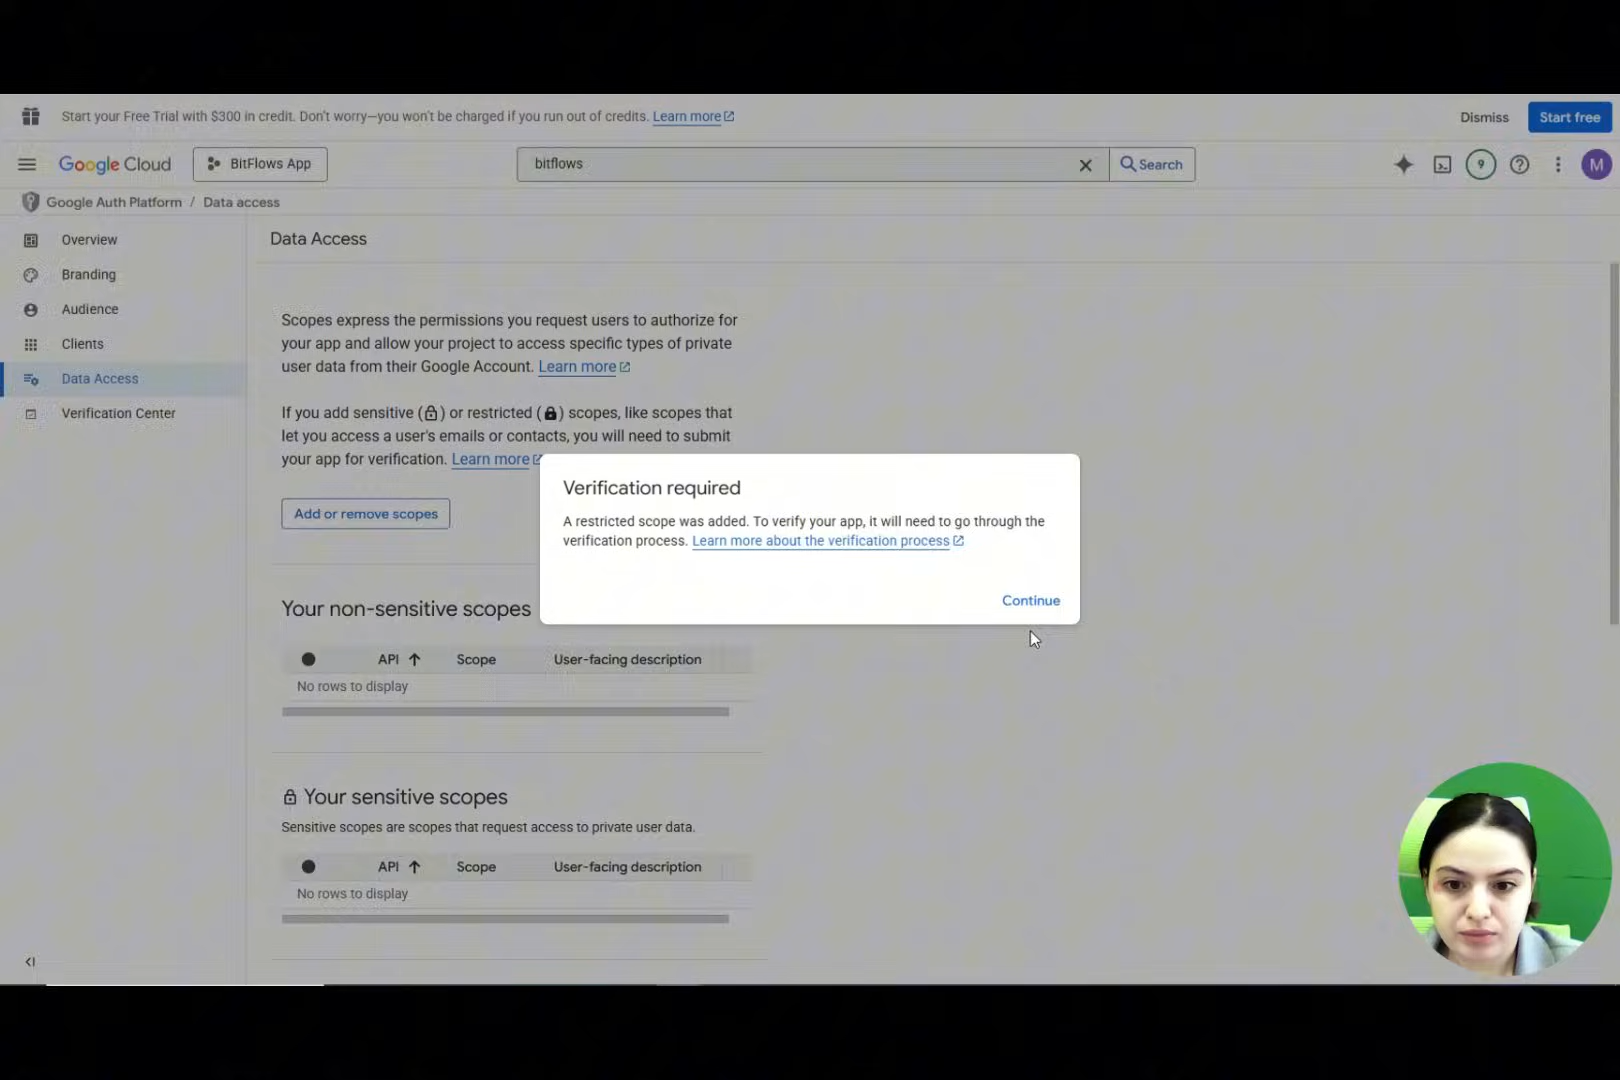 Start your Free Trial with $300 in credit. Don't worry—you won't be charged if you run out of credits. Learn more
Dismiss
Start free
Google Cloud
BitFlows App
bitflows
Search
9
M
Google Auth Platform / Data access
Overview
Branding
Audience
Clients
Data Access
Verification Center
Data Access
Scopes express the permissions you request users to authorize for
your app and allow your project to access specific types of private
user data from their Google Account. Learn more
If you add sensitive ( ) or restricted ( ) scopes, like scopes that
let you access a user's emails or contacts, you will need to submit
your app for verification. Learn more
Add or remove scopes
Verification required
A restricted scope was added. To verify your app, it will need to go through the
verification process. Learn more about the verification process
Continue
Your non-sensitive scopes
API Scope User-facing description
No rows to display
Your sensitive scopes
Sensitive scopes are scopes that request access to private user data.
API Scope User-facing description
No rows to display